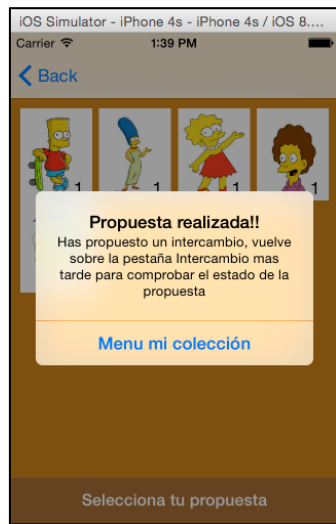 iOS Simulator - iPhone 4s - iPhone 4s / iOS 8....
Carrier 1:39 PM
Back
1 1 1 1
Propuesta realizada!!
Has propuesto un intercambio, vuelve
sobre la pestaña Intercambio mas
tarde para comprobar el estado de la
propuesta
Menu mi colección
Selecciona tu propuesta